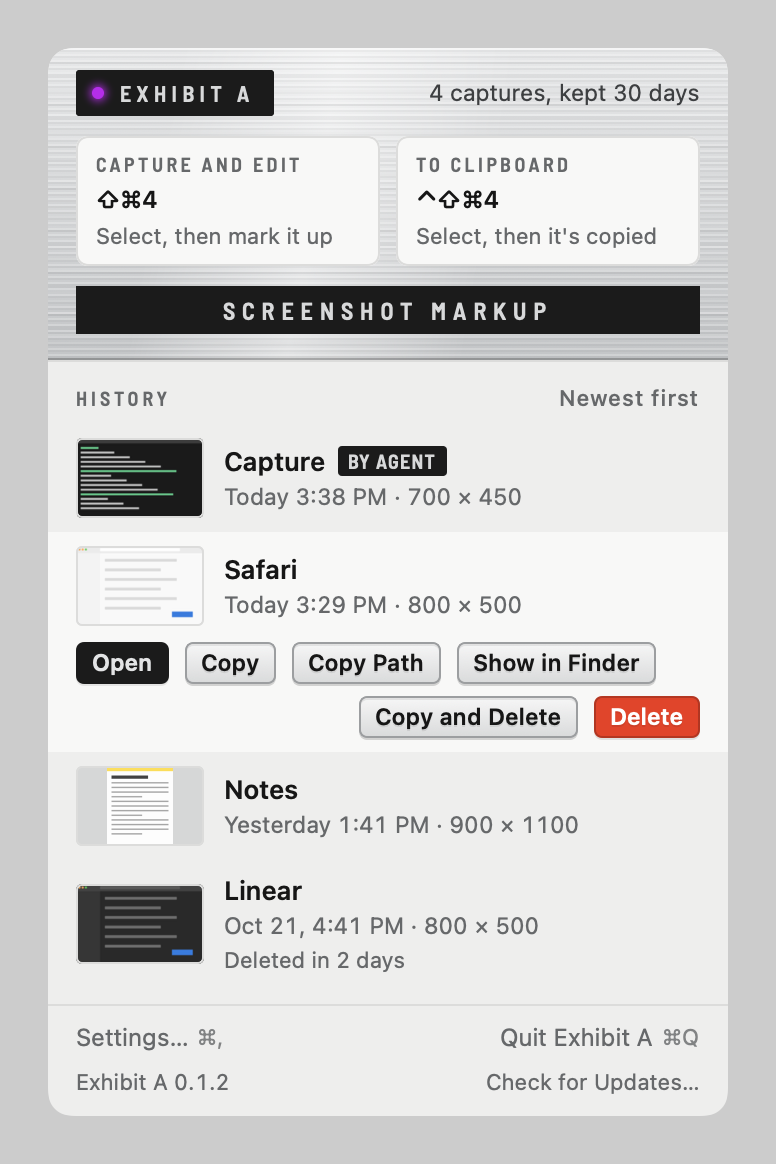 EXHIBIT A
4 captures, kept 30 days
CAPTURE AND EDIT
⇧⌘4
Select, then mark it up
TO CLIPBOARD
⌃⇧⌘4
Select, then it's copied
SCREENSHOT MARKUP
HISTORY
Newest first
Capture BY AGENT
Today 3:38 PM · 700 × 450
Safari
Today 3:29 PM · 800 × 500
Open Copy Copy Path Show in Finder
Copy and Delete Delete
Notes
Yesterday 1:41 PM · 900 × 1100
Linear
Oct 21, 4:41 PM · 800 × 500
Deleted in 2 days
Settings... ⌘,
Quit Exhibit A ⌘Q
Exhibit A 0.1.2
Check for Updates...